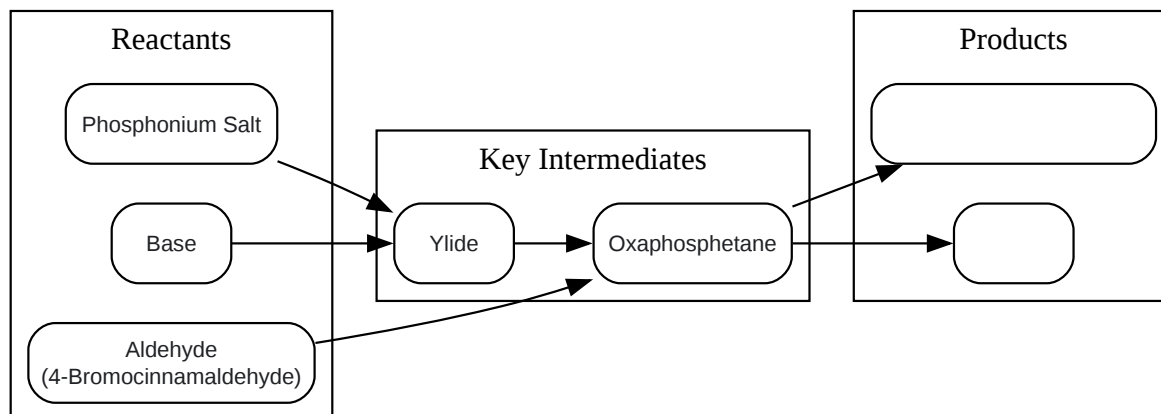 Reactants
Phosphonium Salt
Base
Aldehyde
(4-Bromocinnamaldehyde)
Key Intermediates
Ylide
Oxaphosphetane
Products